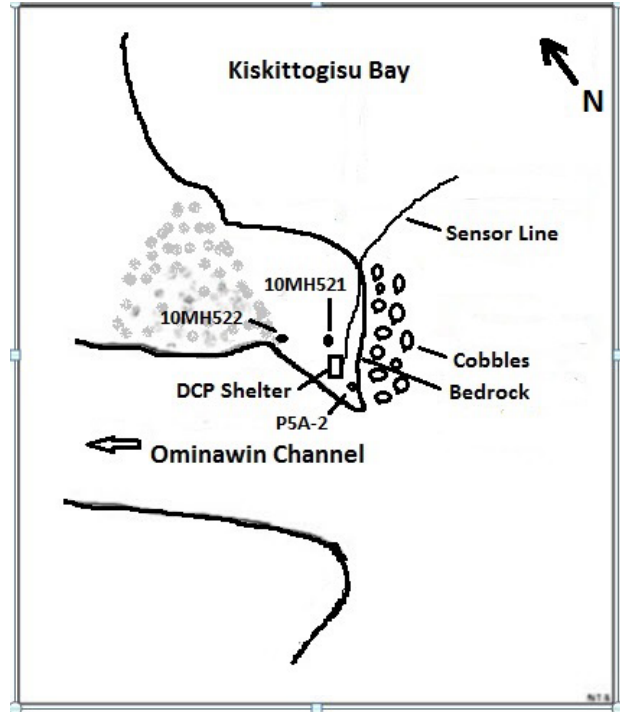 Kiskittogisu Bay
N
Sensor Line
10MH521
10MH522
Cobbles
DCP Shelter
Bedrock
P5A-2
Ominawin Channel